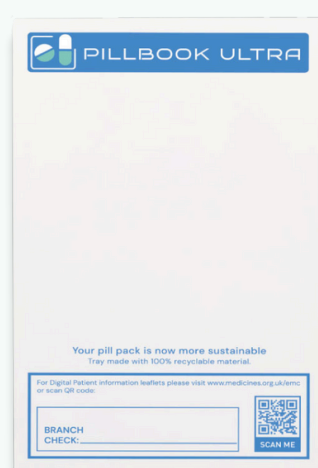 PILLBOOK ULTRA
Your pill pack is now more sustainable
Tray made with 100% recyclable material.
For Digital Patient information leaflets please visit www.medicines.org.uk/emc
or scan QR code:
BRANCH
CHECK:
SCAN ME